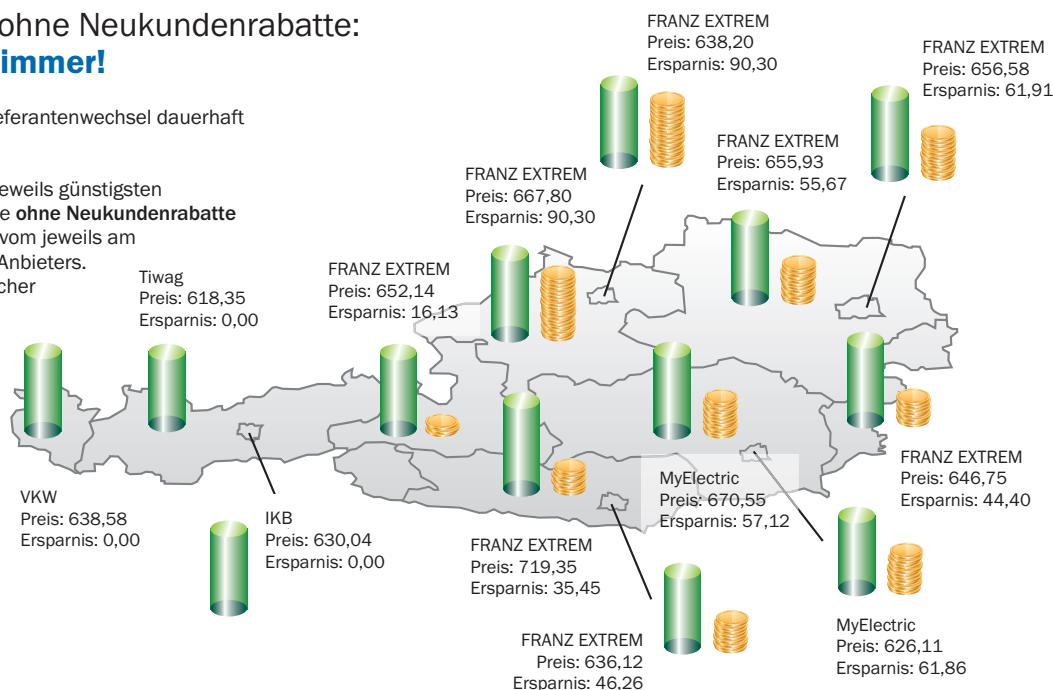 ohne Neukundenrabatte:
immer!
eferantenwechsel dauerhaft
eweils günstigsten
e ohne Neukundenrabatte
vom jeweils am
Anbieters.
cher
FRANZ EXTREM
Preis: 638,20
Ersparnis: 90,30
FRANZ EXTREM
Preis: 656,58
Ersparnis: 61,91
FRANZ EXTREM
Preis: 655,93
Ersparnis: 55,67
FRANZ EXTREM
Preis: 667,80
Ersparnis: 90,30
FRANZ EXTREM
Preis: 652,14
Ersparnis: 16,13
Tiwag
Preis: 618,35
Ersparnis: 0,00
VKW
Preis: 638,58
Ersparnis: 0,00
IKB
Preis: 630,04
Ersparnis: 0,00
FRANZ EXTREM
Preis: 719,35
Ersparnis: 35,45
MyElectric
Preis: 670,55
Ersparnis: 57,12
FRANZ EXTREM
Preis: 646,75
Ersparnis: 44,40
FRANZ EXTREM
Preis: 636,12
Ersparnis: 46,26
MyElectric
Preis: 626,11
Ersparnis: 61,86